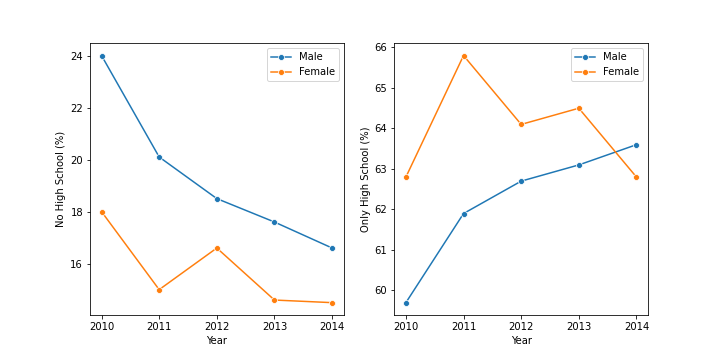 No High School (%)
24
22
20
18
16
Male
Female
2010 2011 2012 2013 2014
Year
Only High School (%)
66
65
64
63
62
61
60
Male
Female
2010 2011 2012 2013 2014
Year